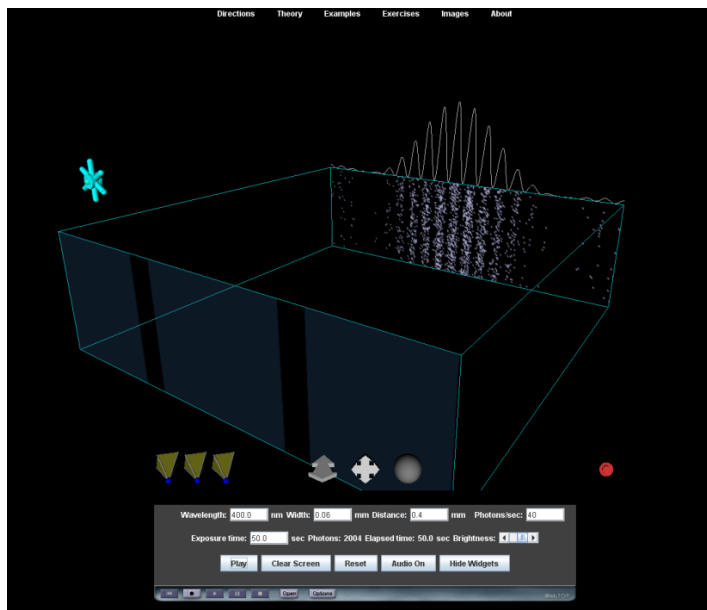 Directions Theory Examples Exercises Images About
Wavelength: 400.0 nm Width: 0.06 mm Distance: 0.4 mm Photons/sec: 40
Exposure time: 50.0 sec Photons: 2004 Elapsed time: 50.0 sec Brightness:
Play Clear Screen Reset Audio On Hide Widgets
Open Options WebTOP